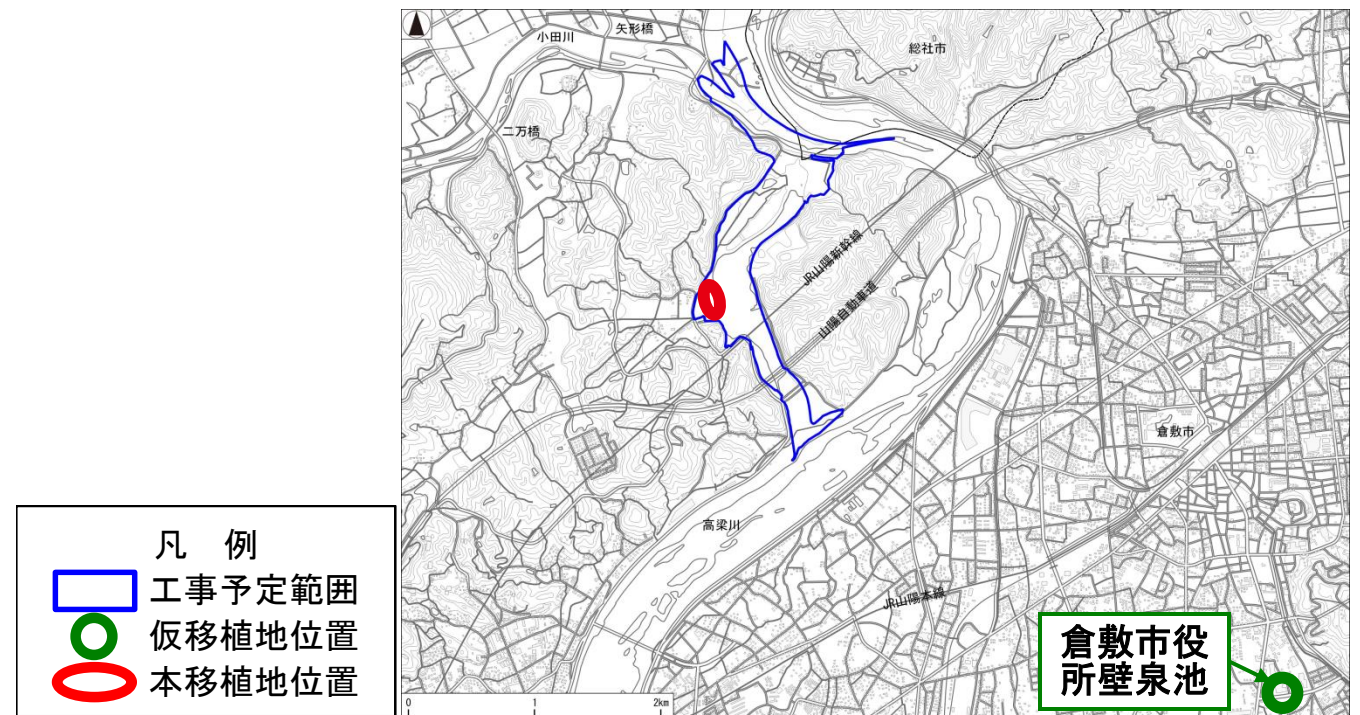 矢形橋
小田川
総社市
二万橋
JR山陽新幹線
山陽自動車道
倉敷市
高梁川
JR山陽本線
凡 例
工事予定範囲
仮移植地位置
本移植地位置
倉敷市役
所壁泉池
0 1 2km